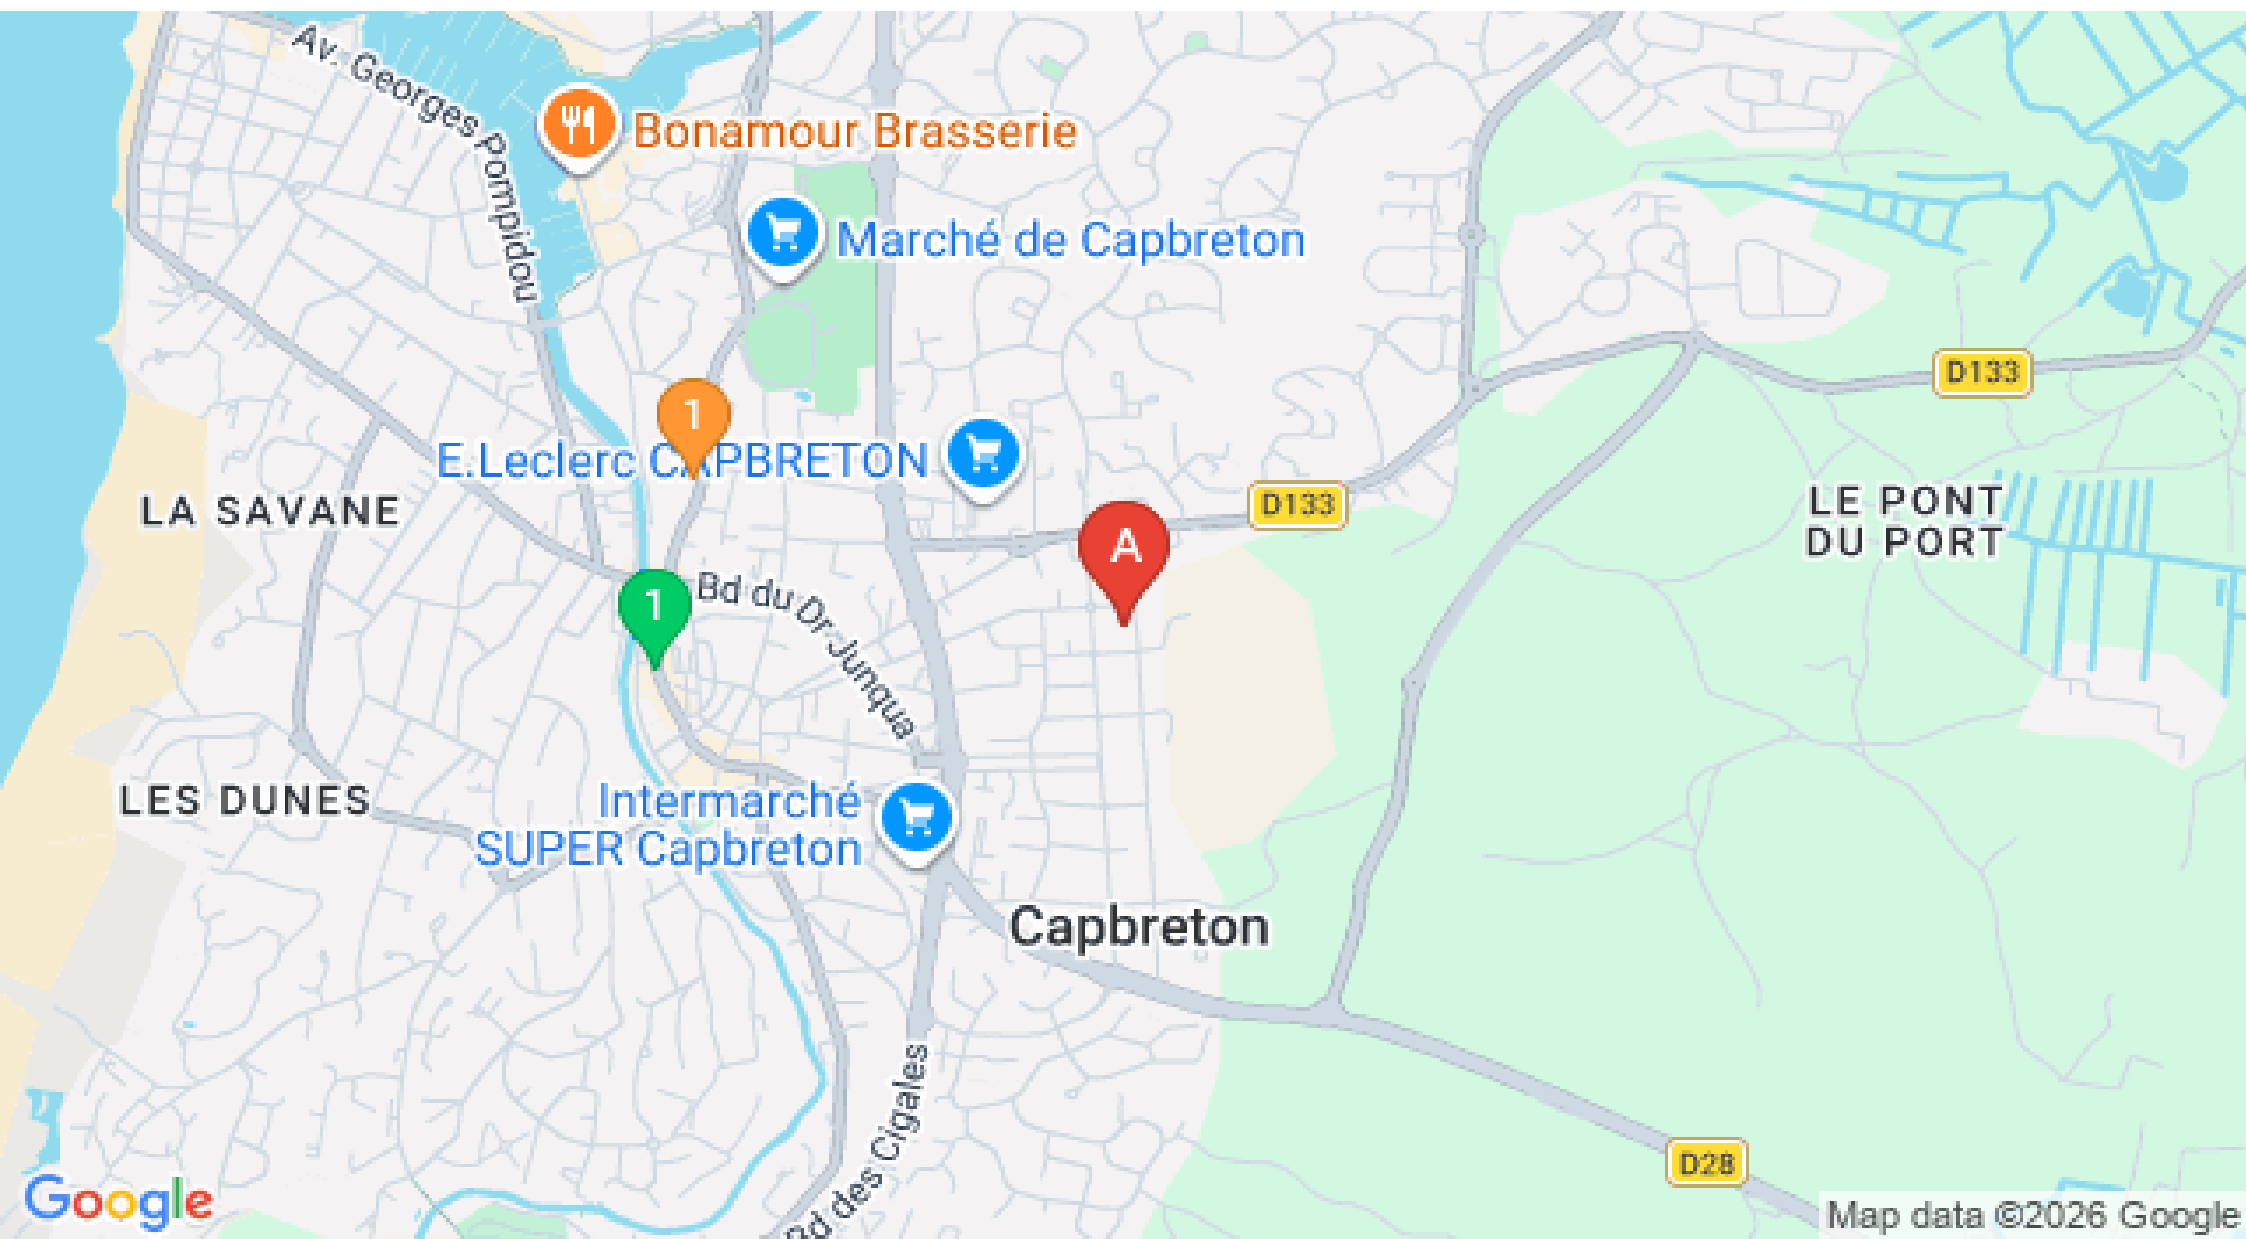 Av. Georges Pompidou
Bonamour Brasserie
Marché de Capbreton
D133
1
E.Leclerc CAPBRETON
LA SAVANE
D133
LE PONT
DU PORT
A
1
Bd du Dr Junqua
LES DUNES
Intermarché
SUPER Capbreton
Capbreton
Bd des Cigales
D28
Google
Map data ©2026 Google